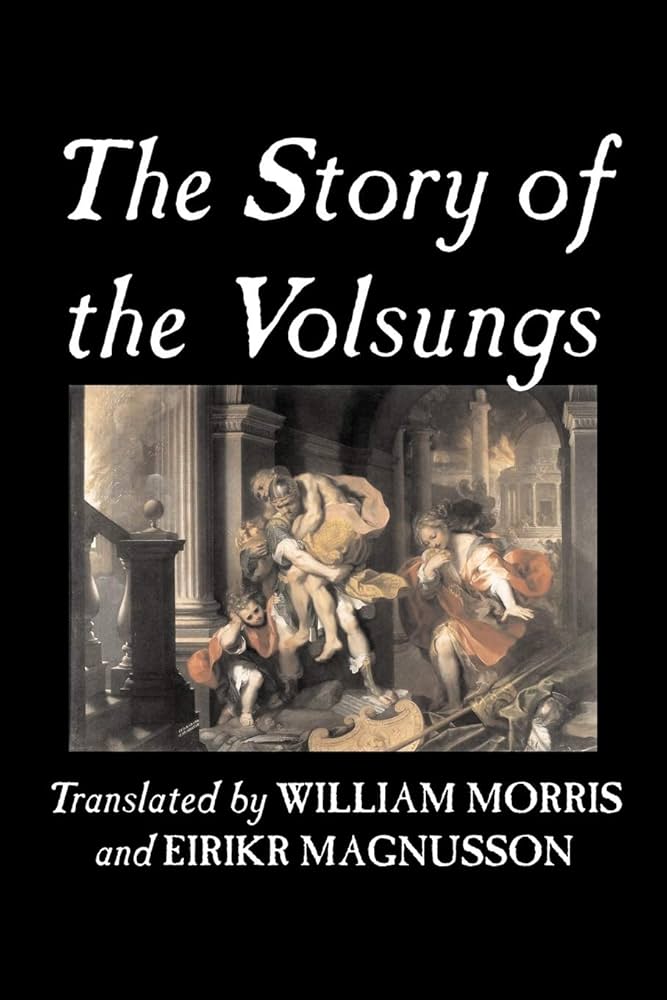 The Story of
the Volsungs
Translated by WILLIAM MORRIS
and EIRIKR MAGNUSSON